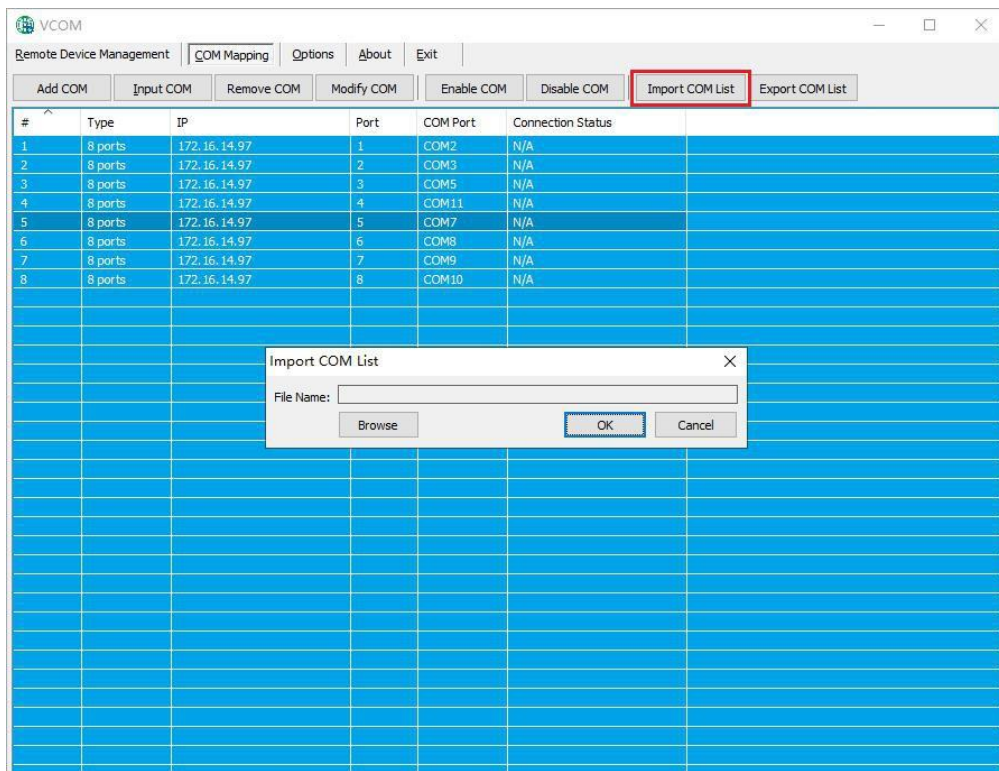 VCOM
Remote Device Management COM Mapping Options About Exit
Add COM Input COM Remove COM Modify COM Enable COM Disable COM Import COM List Export COM List
# Type IP Port COM Port Connection Status
1 8 ports 172.16.14.97 1 COM2 N/A
2 8 ports 172.16.14.97 2 COM3 N/A
3 8 ports 172.16.14.97 3 COM5 N/A
4 8 ports 172.16.14.97 4 COM11 N/A
5 8 ports 172.16.14.97 5 COM7 N/A
6 8 ports 172.16.14.97 6 COM8 N/A
7 8 ports 172.16.14.97 7 COM9 N/A
8 8 ports 172.16.14.97 8 COM10 N/A
Import COM List
File Name:
Browse OK Cancel